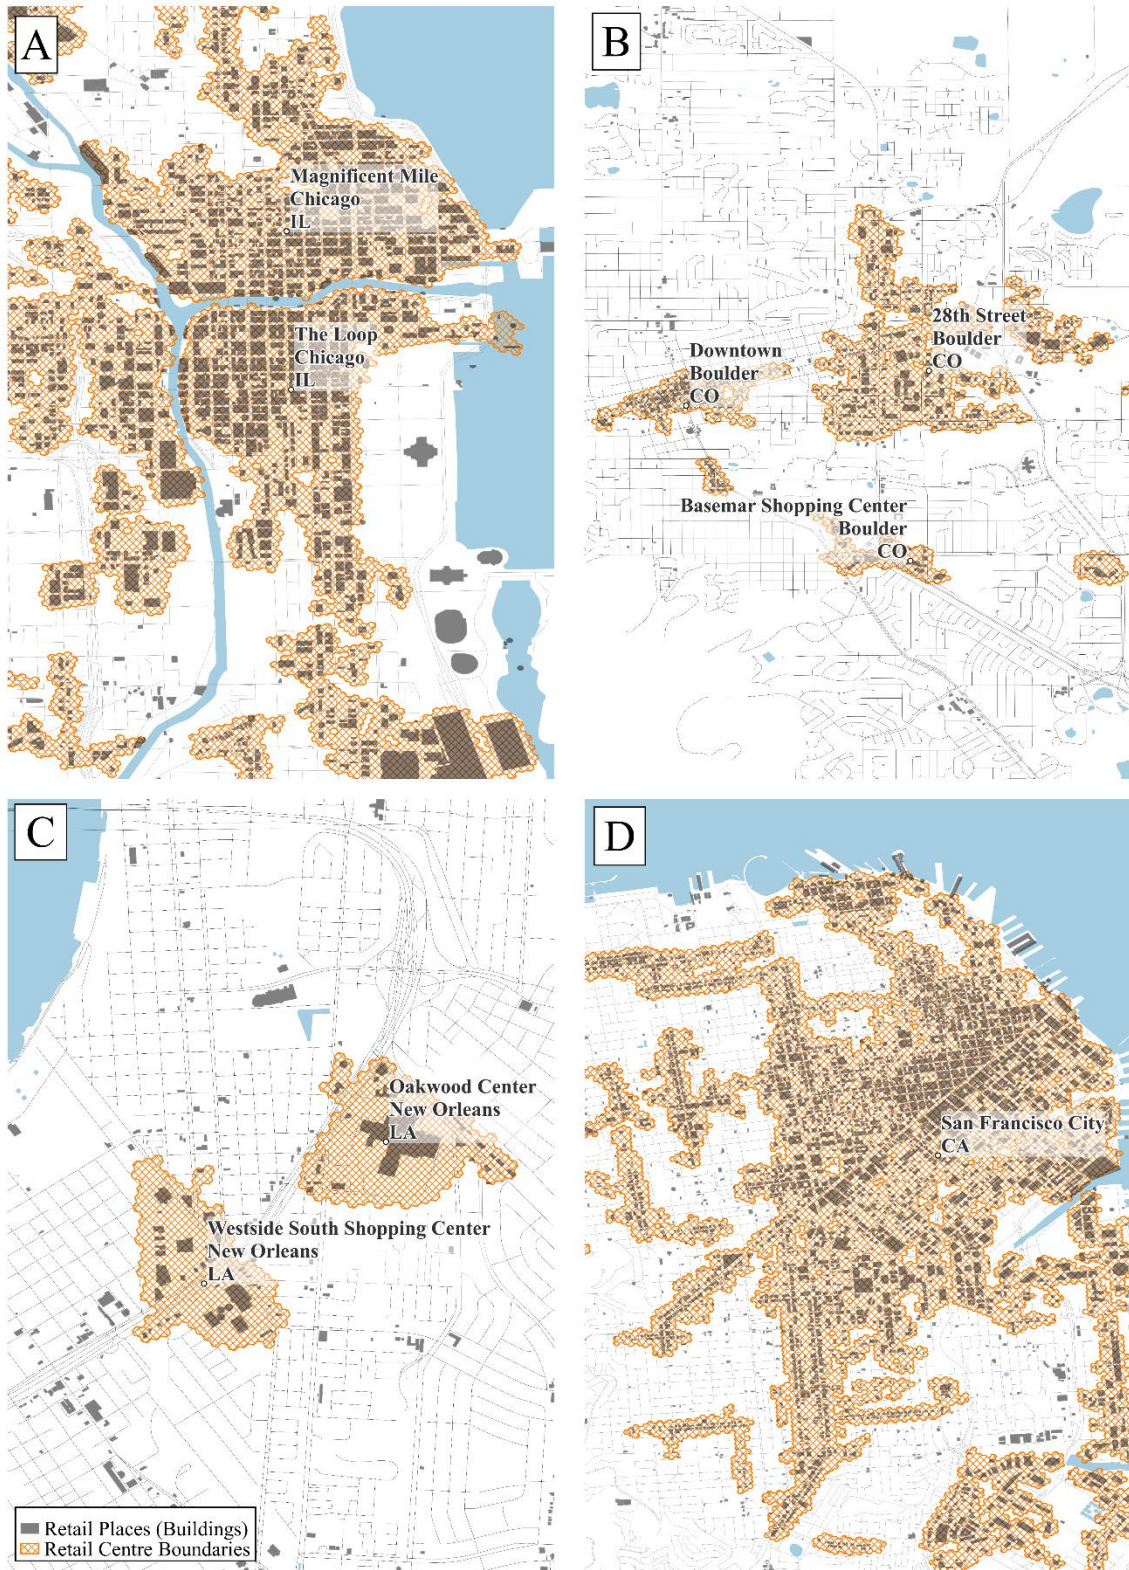 A
Magnificent Mile
Chicago
IL
The Loop
Chicago
IL
B
28th Street
Boulder
CO
Downtown
Boulder
CO
Basemar Shopping Center
Boulder
CO
C
Oakwood Center
New Orleans
LA
Westside South Shopping Center
New Orleans
LA
Retail Places (Buildings)
Retail Centre Boundaries
D
San Francisco City
CA